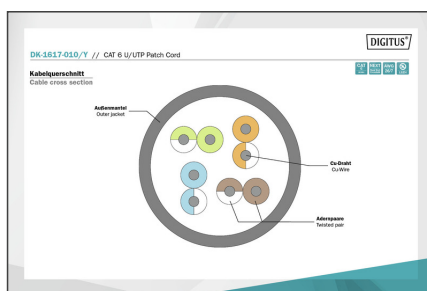 DIGITUS®
DK-1617-010/Y // CAT 6 U/UTP Patch Cord
Kabelquerschnitt
Cable cross section
Außenmantel
Outer jacket
Cu-Draht
Cu-Wire
Adernpaare
Twisted pair